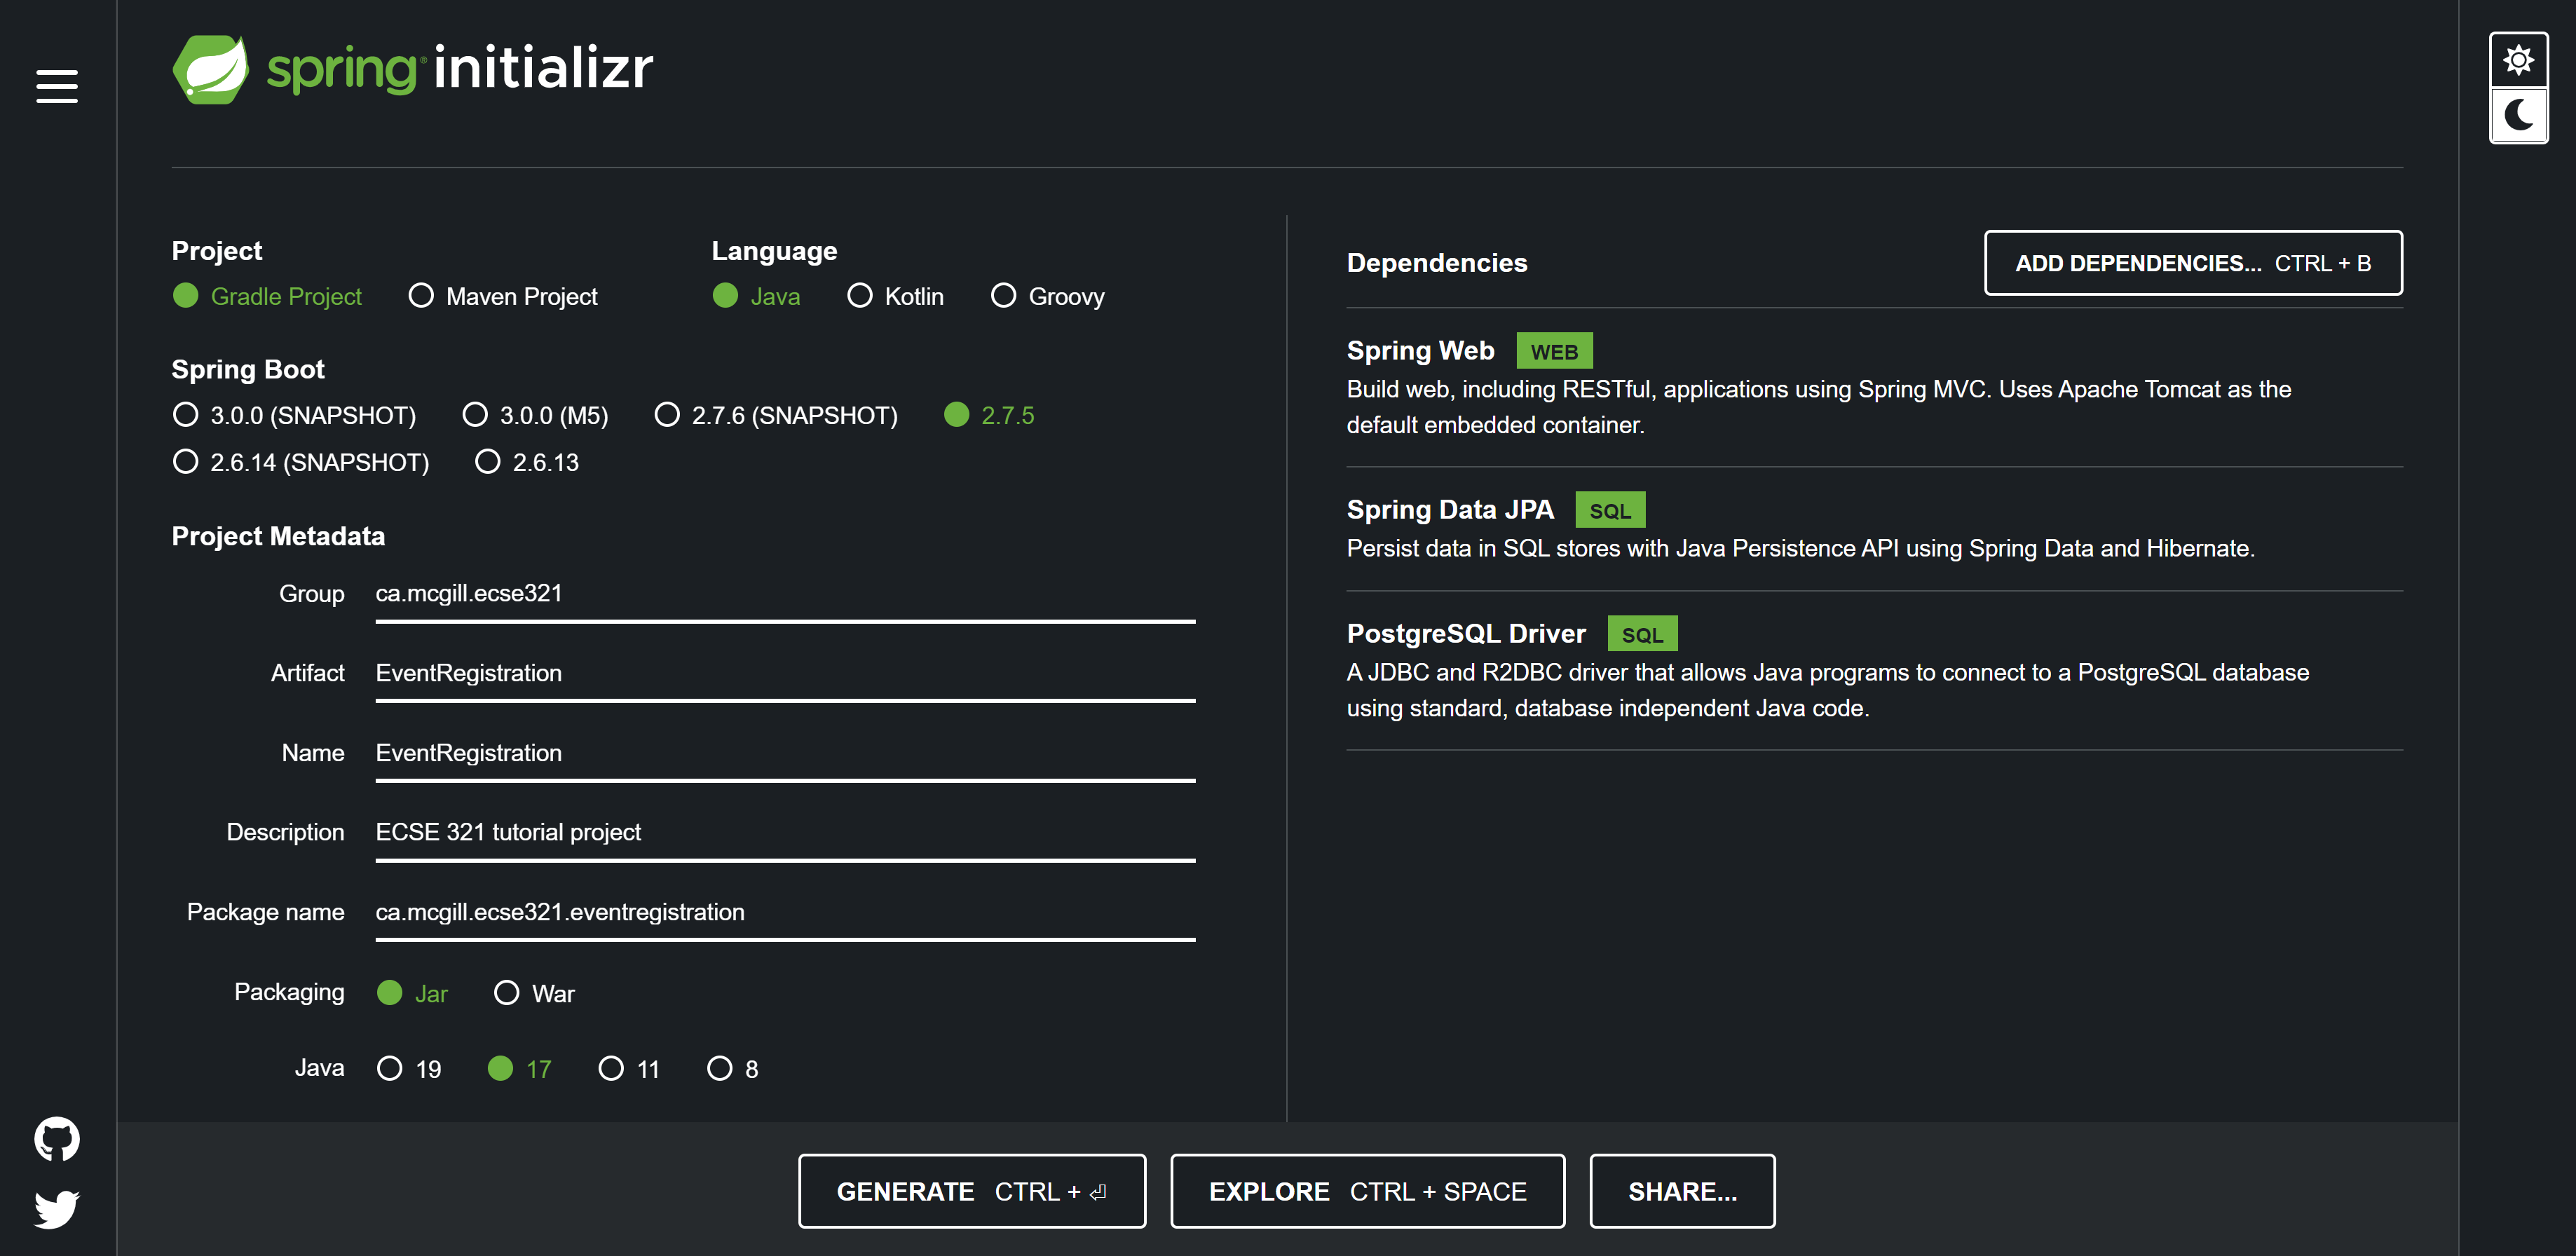 spring initializr
Project
Gradle Project Maven Project
Language
Java Kotlin Groovy
Spring Boot
3.0.0 (SNAPSHOT) 3.0.0 (M5) 2.7.6 (SNAPSHOT) 2.7.5
2.6.14 (SNAPSHOT) 2.6.13
Project Metadata
Group ca.mcgill.ecse321
Artifact EventRegistration
Name EventRegistration
Description ECSE 321 tutorial project
Package name ca.mcgill.ecse321.eventregistration
Packaging Jar War
Java 19 17 11 8
Dependencies
ADD DEPENDENCIES... CTRL + B
Spring Web WEB
Build web, including RESTful, applications using Spring MVC. Uses Apache Tomcat as the
default embedded container.
Spring Data JPA SQL
Persist data in SQL stores with Java Persistence API using Spring Data and Hibernate.
PostgreSQL Driver SQL
A JDBC and R2DBC driver that allows Java programs to connect to a PostgreSQL database
using standard, database independent Java code.
GENERATE CTRL + ⏎
EXPLORE CTRL + SPACE
SHARE...